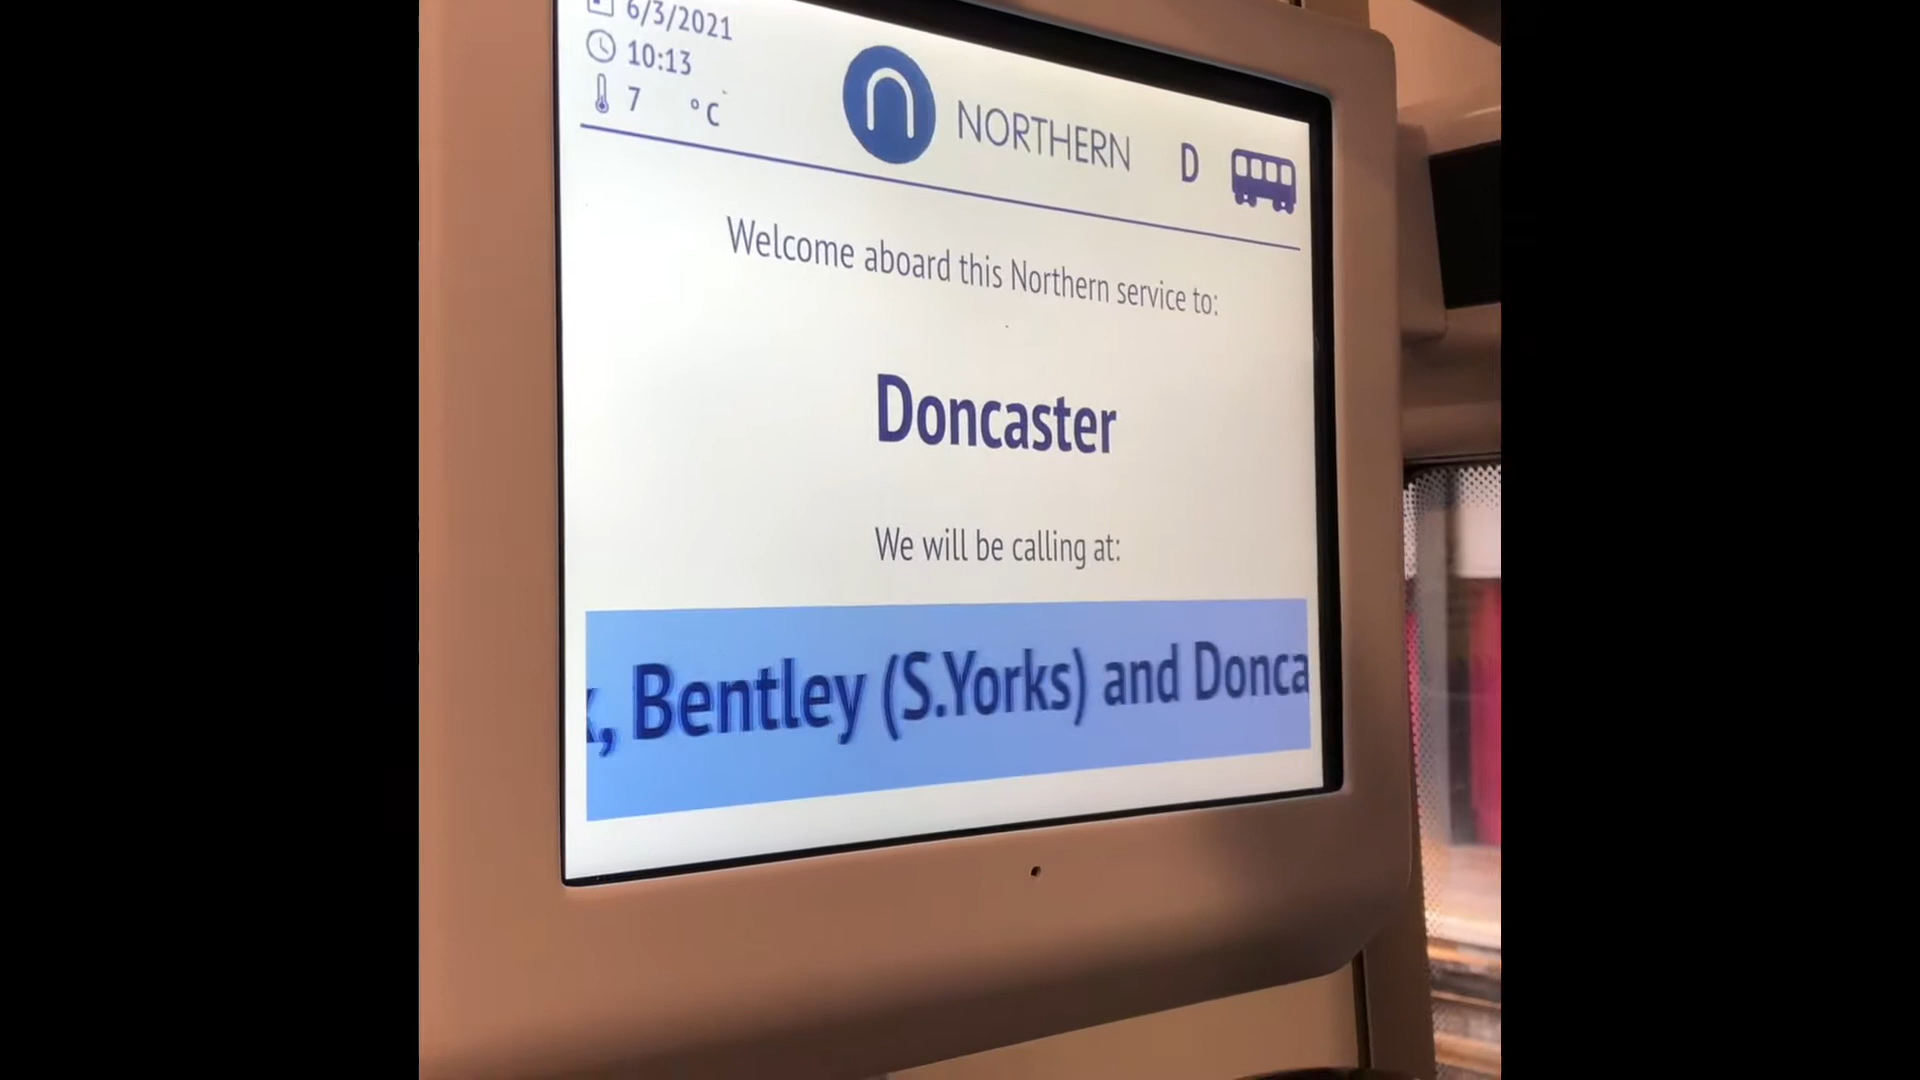 6/3/2021
10:13
7 °C
NORTHERN D
Welcome aboard this Northern service to:
Doncaster
We will be calling at:
, Bentley (S.Yorks) and Donca